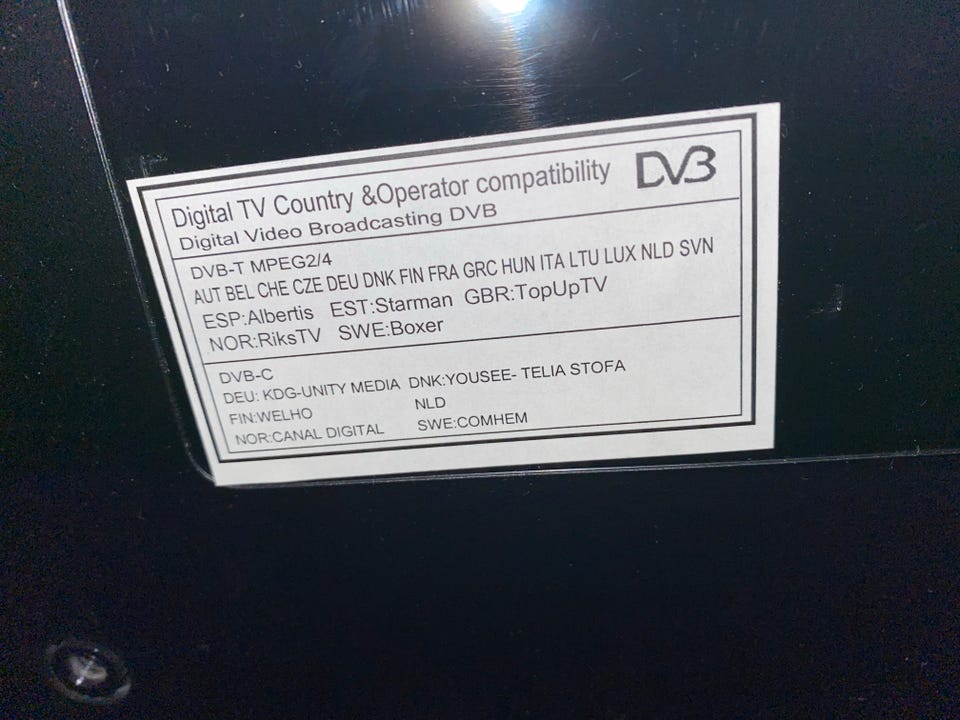 Digital TV Country &Operator compatibility DVB
Digital Video Broadcasting DVB
DVB-T MPEG2/4
AUT BEL CHE CZE DEU DNK FIN FRA GRC HUN ITA LTU LUX NLD SVN
ESP:Albertis EST:Starman GBR:TopUpTV
NOR:RiksTV SWE:Boxer
DVB-C
DEU: KDG-UNITY MEDIA DNK:YOUSEE- TELIA STOFA
FIN:WELHO NLD
NOR:CANAL DIGITAL SWE:COMHEM